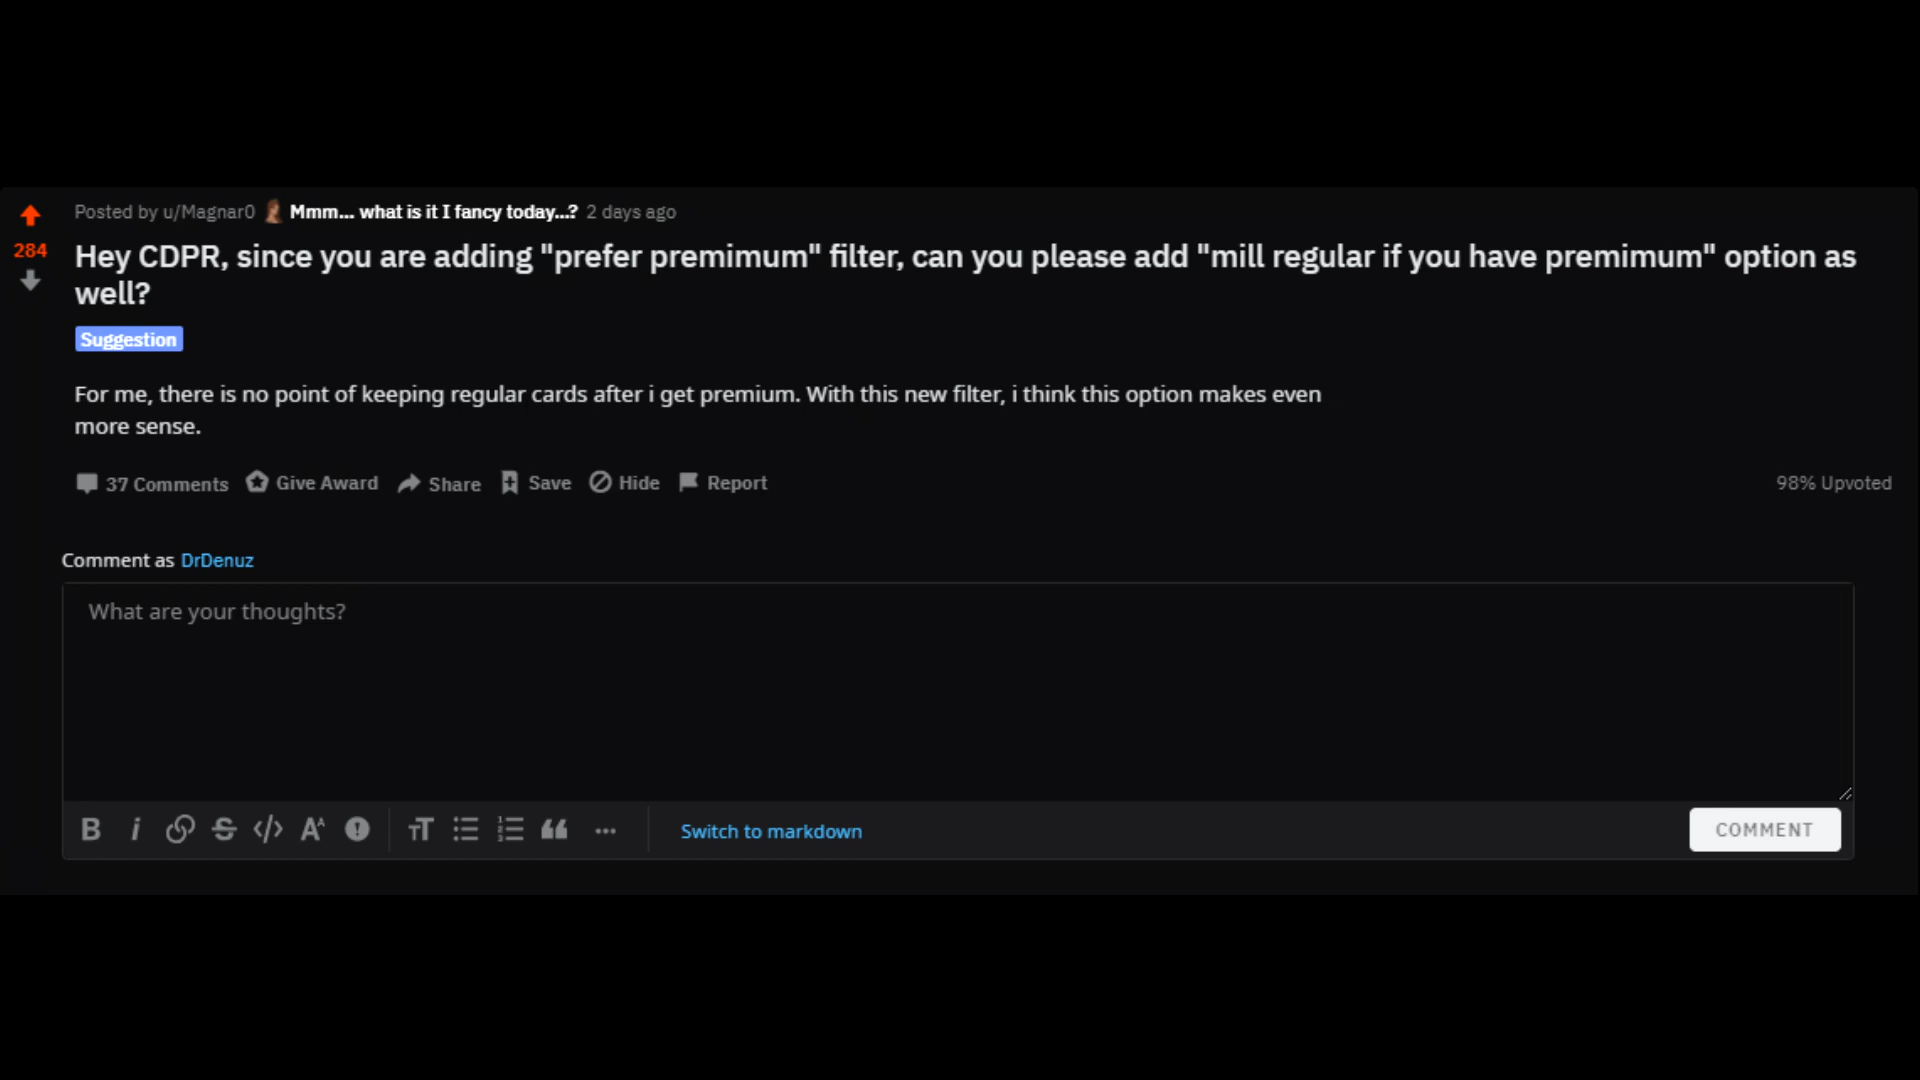 Posted by u/Magnar0 Mmm... what is it I fancy today...? 2 days ago
284
Hey CDPR, since you are adding "prefer premimum" filter, can you please add "mill regular if you have premimum" option as
well?
Suggestion
For me, there is no point of keeping regular cards after i get premium. With this new filter, i think this option makes even
more sense.
37 Comments Give Award Share Save Hide Report 98% Upvoted
Comment as DrDenuz
What are your thoughts?
Switch to markdown COMMENT